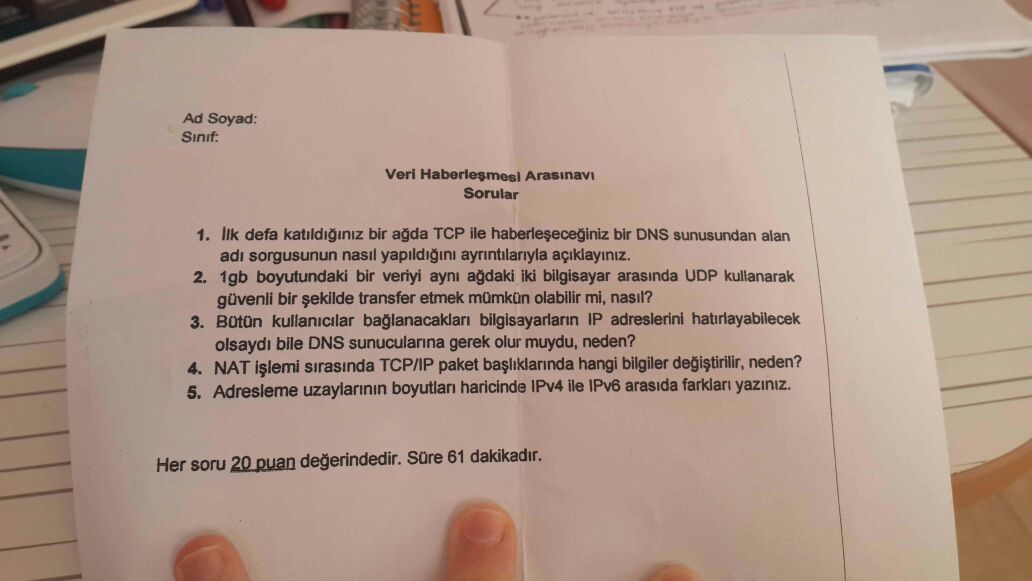 Ad Soyad:
Sınıf:
Veri Haberleşmesi Arasınavı
Sorular
1. İlk defa katıldığınız bir ağda TCP ile haberleşeceğiniz bir DNS sunusundan alan
adı sorgusunun nasıl yapıldığını ayrıntılarıyla açıklayınız.
2. 1gb boyutundaki bir veriyi aynı ağdaki iki bilgisayar arasında UDP kullanarak
güvenli bir şekilde transfer etmek mümkün olabilir mi, nasıl?
3. Bütün kullanıcılar bağlanacakları bilgisayarların IP adreslerini hatırlayabilecek
olsaydı bile DNS sunucularına gerek olur muydu, neden?
4. NAT işlemi sırasında TCP/IP paket başlıklarında hangi bilgiler değiştirilir, neden?
5. Adresleme uzaylarının boyutları haricinde IPv4 ile IPv6 arasıda farkları yazınız.
Her soru 20 puan değerindedir. Süre 61 dakikadır.